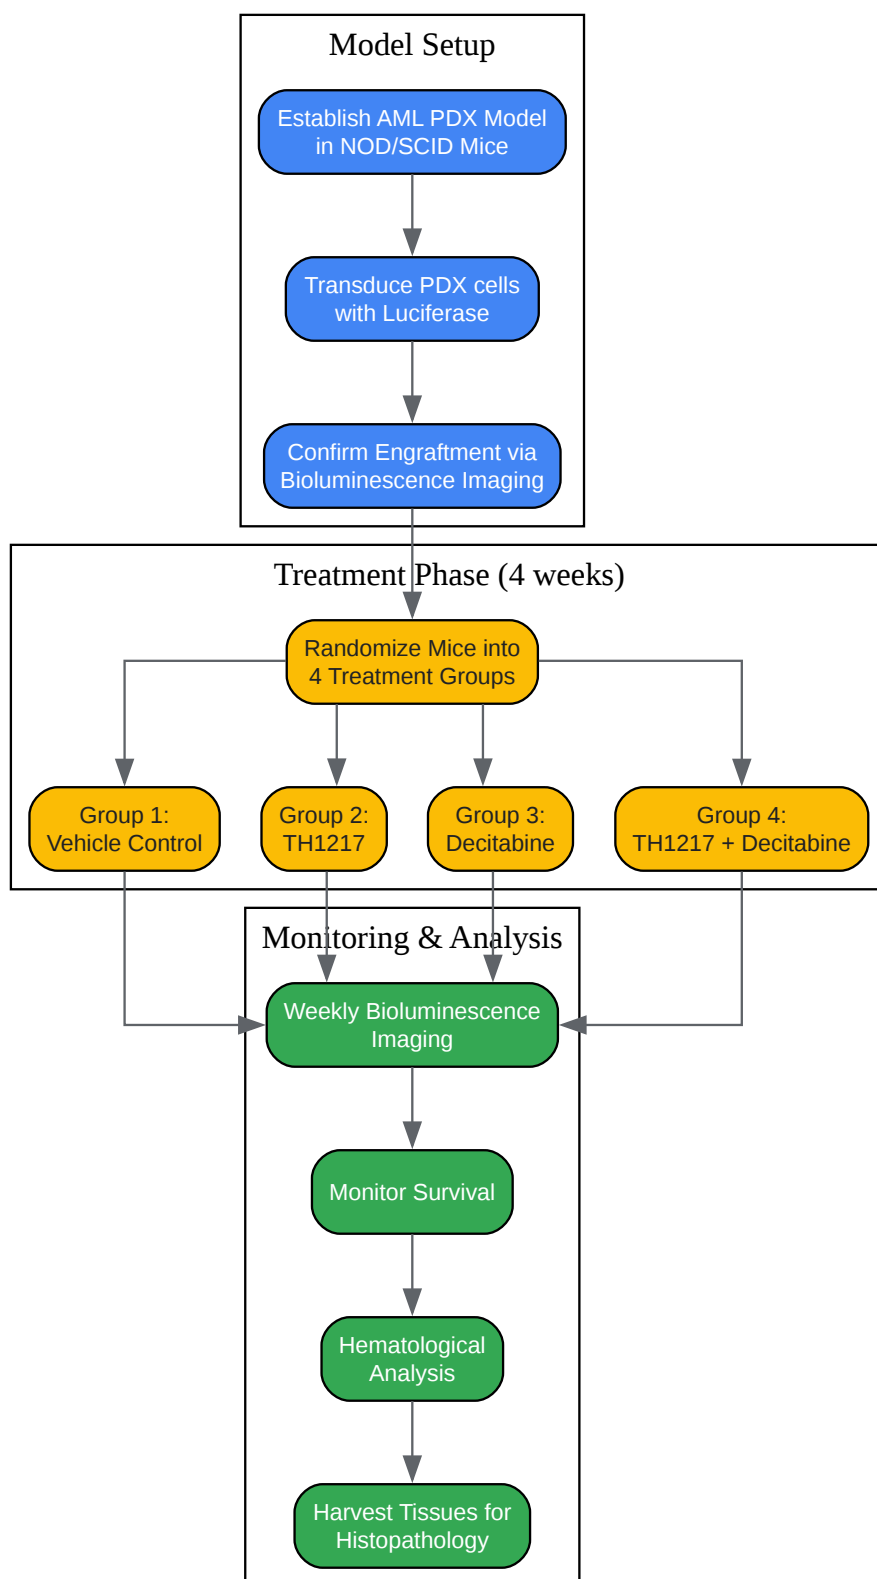 Model Setup
Establish AML PDX Model
in NOD/SCID Mice
Transduce PDX cells
with Luciferase
Confirm Engraftment via
Bioluminescence Imaging
Treatment Phase (4 weeks)
Randomize Mice into
4 Treatment Groups
Group 1:
Vehicle Control
Group 2:
TH1217
Group 3:
Decitabine
Group 4:
TH1217 + Decitabine
Monitoring & Analysis
Weekly Bioluminescence
Imaging
Monitor Survival
Hematological
Analysis
Harvest Tissues for
Histopathology